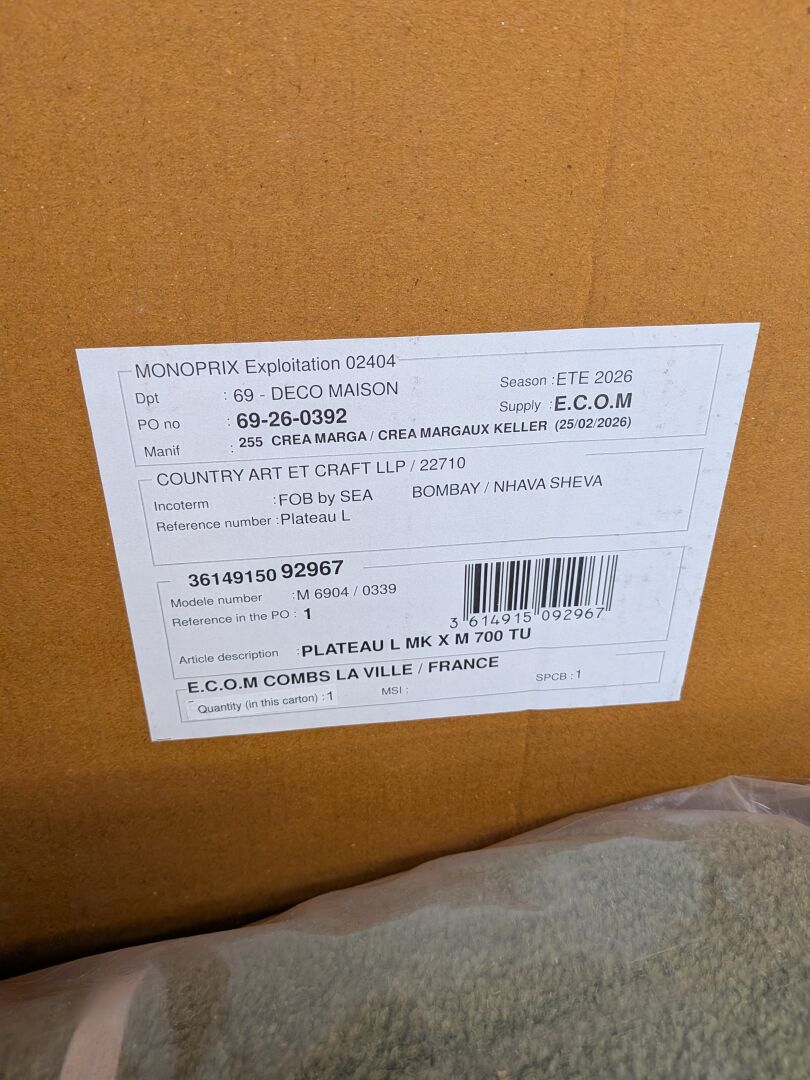 MONOPRIX Exploitation 02404
Dpt : 69 - DECO MAISON Season : ETE 2026
PO no : 69-26-0392 Supply : E.C.O.M
Manif : 255 CREA MARGA / CREA MARGAUX KELLER (25/02/2026)
COUNTRY ART ET CRAFT LLP / 22710
Incoterm : FOB by SEA BOMBAY / NHAVA SHEVA
Reference number : Plateau L
36149150 92967
Modele number : M 6904 / 0339
Reference in the PO : 1
3 614915 092967
Article description : PLATEAU L MK X M 700 TU
E.C.O.M COMBS LA VILLE / FRANCE
Quantity (in this carton) : 1 MSI : SPCB : 1